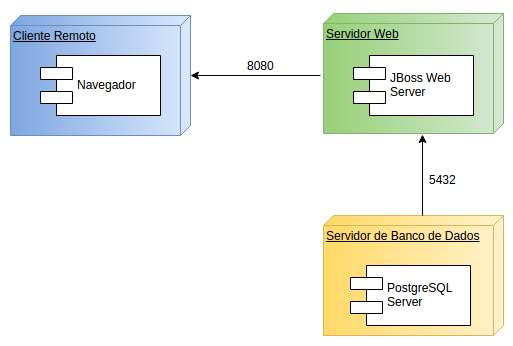 Cliente Remoto
Navegador
8080
Servidor Web
JBoss Web
Server
5432
Servidor de Banco de Dados
PostgreSQL
Server